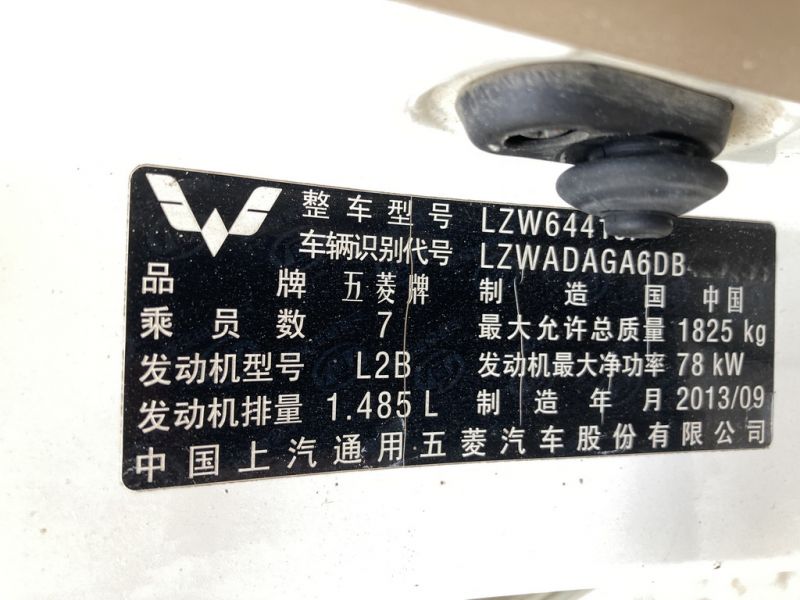 整车型号 LZW6441
车辆识别代号 LZWADAGA6DB
品牌 五菱牌 制造国 中国
乘员数 7 最大允许总质量 1825 kg
发动机型号 L2B 发动机最大净功率 78 kW
发动机排量 1.485 L 制造年月 2013/09
中国上汽通用五菱汽车股份有限公司